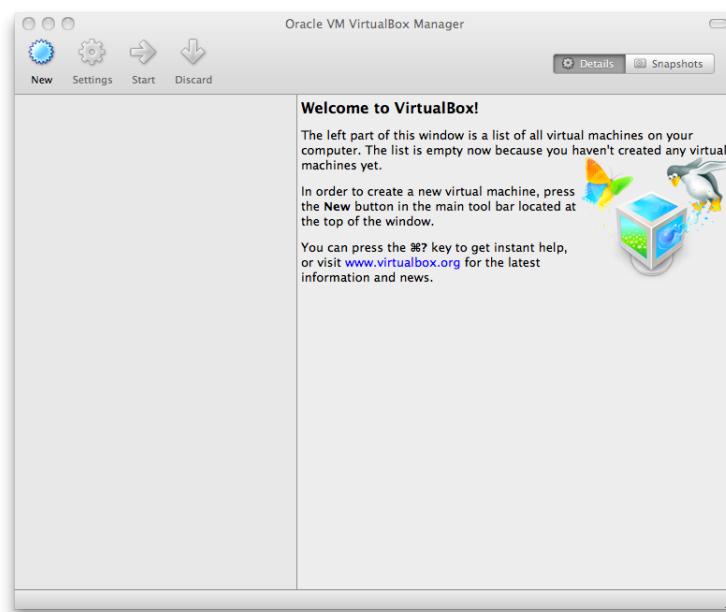 Oracle VM VirtualBox Manager
New Settings Start Discard
Details Snapshots
Welcome to VirtualBox!
The left part of this window is a list of all virtual machines on your
computer. The list is empty now because you haven't created any virtual
machines yet.
In order to create a new virtual machine, press
the New button in the main tool bar located at
the top of the window.
You can press the ⌘? key to get instant help,
or visit www.virtualbox.org for the latest
information and news.